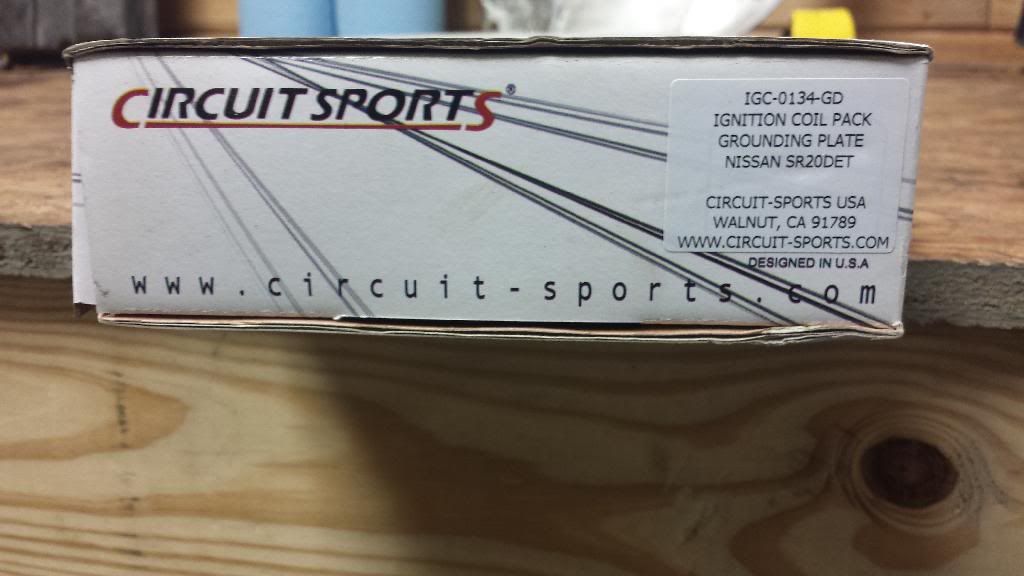 CIRCUIT SPORTS®
IGC-0134-GD
IGNITION COIL PACK
GROUNDING PLATE
NISSAN SR20DET
CIRCUIT-SPORTS USA
WALNUT, CA 91789
WWW.CIRCUIT-SPORTS.COM
DESIGNED IN U.S.A
www.circuit-sports.com